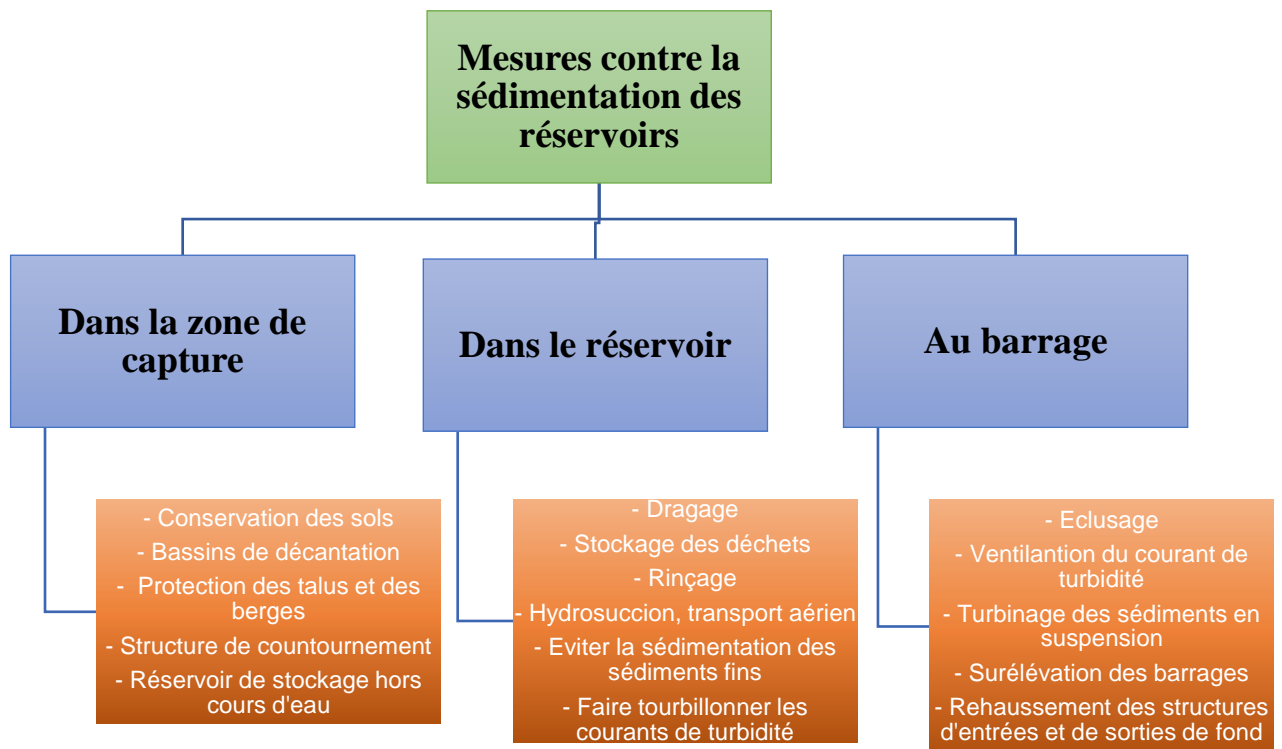 Mesures contre la
sédimentation des
réservoirs
Dans la zone de
capture
Dans le réservoir
Au barrage
- Conservation des sols
- Bassins de décantation
- Protection des talus et des
berges
- Structure de countournement
- Réservoir de stockage hors
cours d'eau
- Dragage
- Stockage des déchets
- Rinçage
- Hydrosuccion, transport aérien
- Eviter la sédimentation des
sédiments fins
- Faire tourbillonner les
courants de turbidité
- Eclusage
- Ventilantion du courant de
turbidité
- Turbinage des sédiments en
suspension
- Surélévation des barrages
- Rehaussement des structures
d'entrées et de sorties de fond